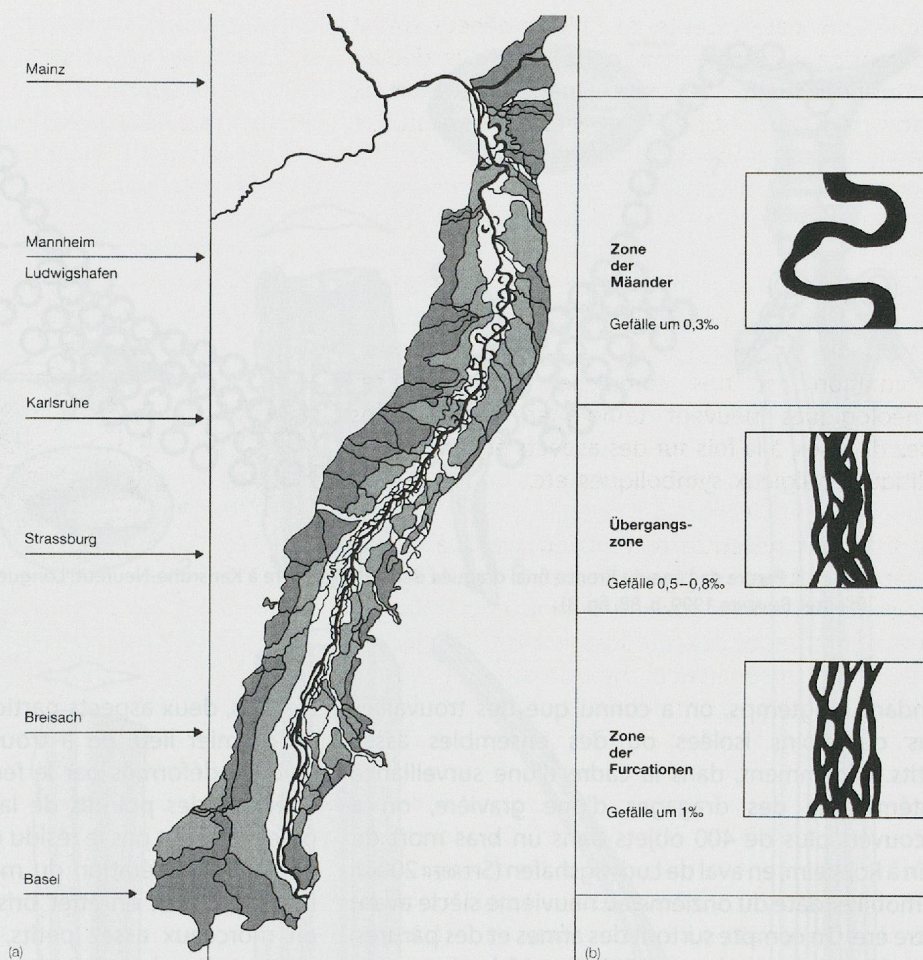 Mainz
Mannheim
Ludwigshafen
Karlsruhe
Strassburg
Breisach
Basel
(a)
Zone
der
Mäander
Gefälle um 0,3‰
Übergangs-
zone
Gefälle 0,5–0,8‰
Zone
der
Furcationen
Gefälle um 1‰
(b)